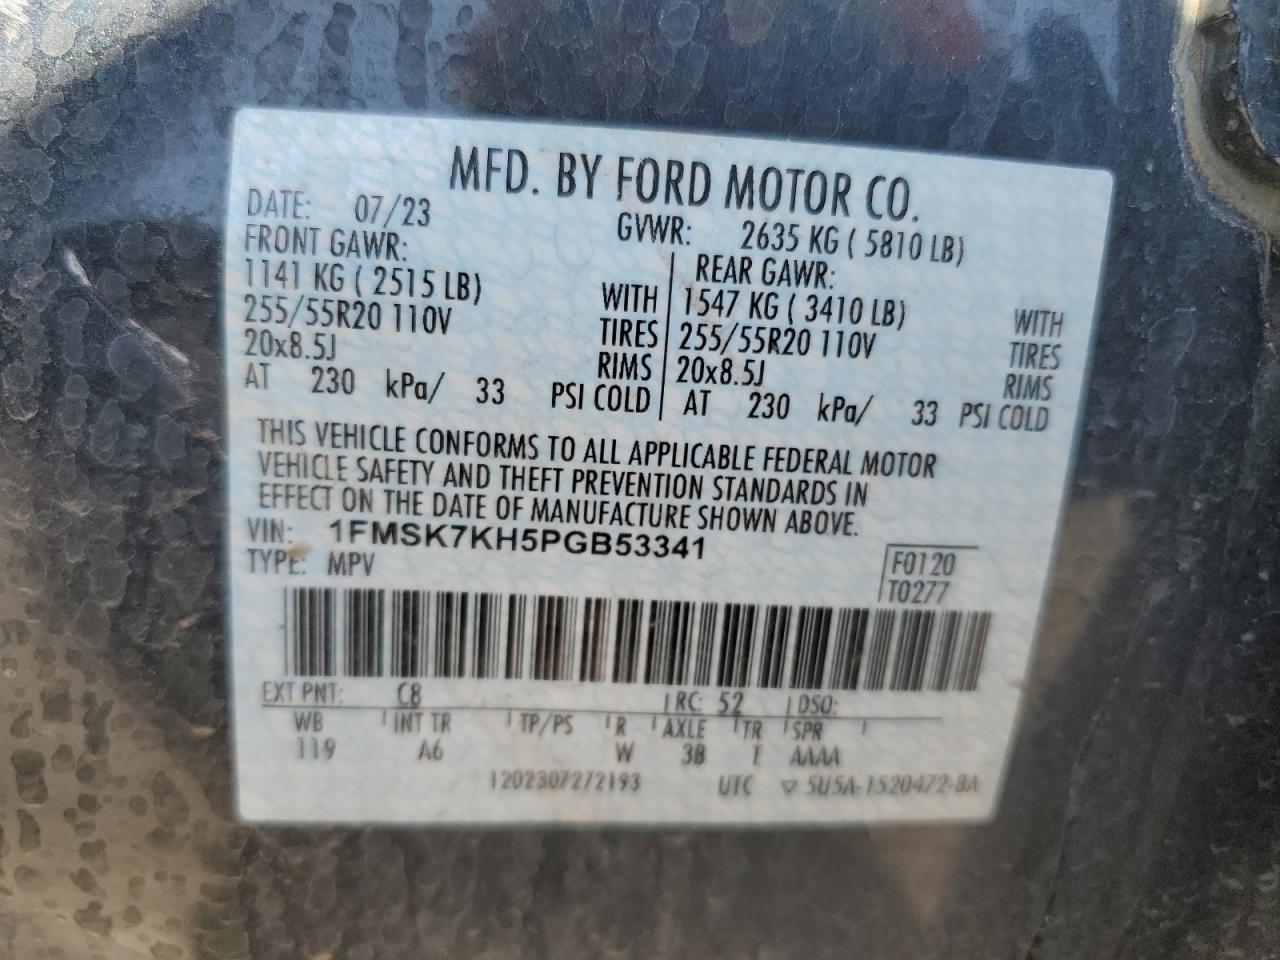 MFD. BY FORD MOTOR CO.
DATE: 07/23 GVWR: 2635 KG ( 5810 LB)
FRONT GAWR: REAR GAWR:
1141 KG ( 2515 LB) WITH 1547 KG ( 3410 LB) WITH
255/55R20 110V TIRES 255/55R20 110V TIRES
20x8.5J RIMS 20x8.5J RIMS
AT 230 kPa/ 33 PSI COLD AT 230 kPa/ 33 PSI COLD
THIS VEHICLE CONFORMS TO ALL APPLICABLE FEDERAL MOTOR
VEHICLE SAFETY AND THEFT PREVENTION STANDARDS IN
EFFECT ON THE DATE OF MANUFACTURE SHOWN ABOVE.
VIN: 1FMSK7KH5PGB53341
TYPE: MPV
F0120
T0277
EXT PNT: C8 RC: 52 DSO:
WB INT TR TP/PS R AXLE TR SPR
119 A6 W 3B T AAAA
1202307272193 UTC ▽ 5U5A-1520472-BA